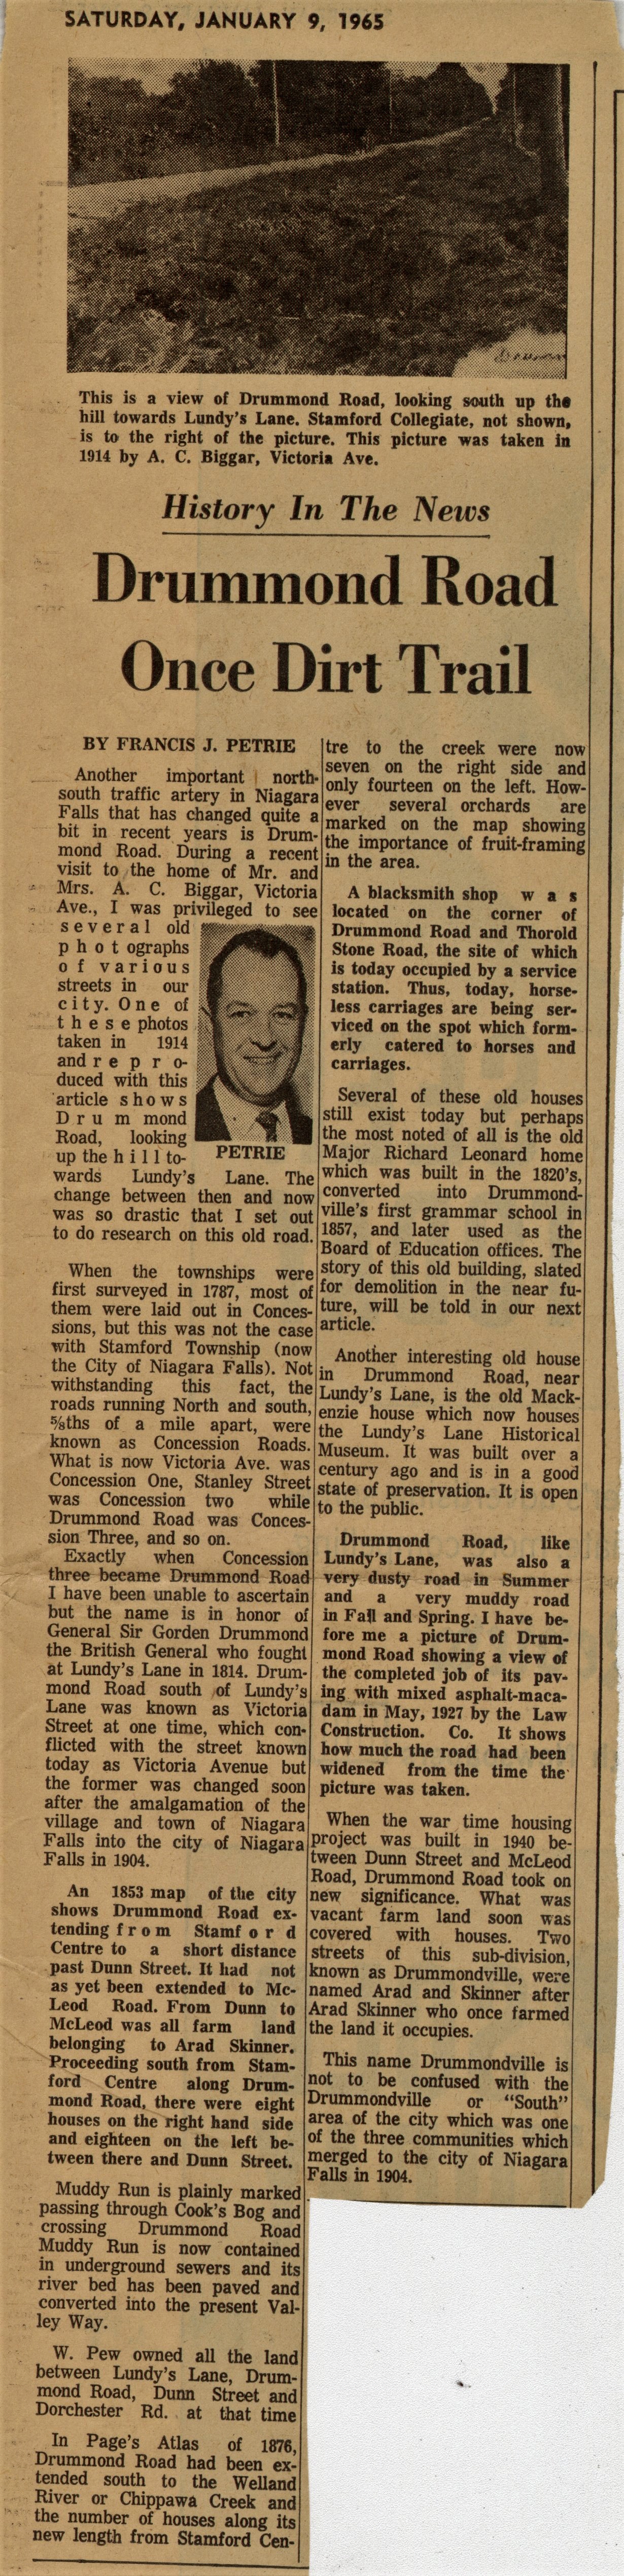 SATURDAY, JANUARY 9, 1965
This is a view of Drummond Road, looking south up the
hill towards Lundy's Lane. Stamford Collegiate, not shown,
is to the right of the picture. This picture was taken in
1914 by A. C. Biggar, Victoria Ave.
History In The News
Drummond Road
Once Dirt Trail
BY FRANCIS J. PETRIE
Another important north-
south traffic artery in Niagara
Falls that has changed quite a
bit in recent years is Drum-
mond Road. During a recent
visit to the home of Mr. and
Mrs. A. C. Biggar, Victoria
Ave., I was privileged to see
several old
photographs
of various
streets in our
city. One of
these photos
taken in 1914
and repro-
duced with this
article shows
Drummond
Road, looking
up the hill to-
PETRIE
wards Lundy's Lane. The
change between then and now
was so drastic that I set out
to do research on this old road.
When the townships were
first surveyed in 1787, most of
them were laid out in Conces-
sions, but this was not the case
with Stamford Township (now
the City of Niagara Falls). Not
withstanding this fact, the
roads running North and south,
⅝ths of a mile apart, were
known as Concession Roads.
What is now Victoria Ave. was
Concession One, Stanley Street
was Concession two while
Drummond Road was Conces-
sion Three, and so on.
Exactly when Concession
three became Drummond Road
I have been unable to ascertain
but the name is in honor of
General Sir Gorden Drummond
the British General who fought
at Lundy's Lane in 1814. Drum-
mond Road south of Lundy's
Lane was known as Victoria
Street at one time, which con-
flicted with the street known
today as Victoria Avenue but
the former was changed soon
after the amalgamation of the
village and town of Niagara
Falls into the city of Niagara
Falls in 1904.
An 1853 map of the city
shows Drummond Road ex-
tending from Stamford
Centre to a short distance
past Dunn Street. It had not
as yet been extended to Mc-
Leod Road. From Dunn to
McLeod was all farm land
belonging to Arad Skinner.
Proceeding south from Stam-
ford Centre along Drum-
mond Road, there were eight
houses on the right hand side
and eighteen on the left be-
tween there and Dunn Street.
Muddy Run is plainly marked
passing through Cook's Bog and
crossing Drummond Road
Muddy Run is now contained
in underground sewers and its
river bed has been paved and
converted into the present Val-
ley Way.
W. Pew owned all the land
between Lundy's Lane, Drum-
mond Road, Dunn Street and
Dorchester Rd. at that time
In Page's Atlas of 1876,
Drummond Road had been ex-
tended south to the Welland
River or Chippawa Creek and
the number of houses along its
new length from Stamford Cen-
tre to the creek were now
seven on the right side and
only fourteen on the left. How-
ever several orchards are
marked on the map showing
the importance of fruit-framing
in the area.
A blacksmith shop was
located on the corner of
Drummond Road and Thorold
Stone Road, the site of which
is today occupied by a service
station. Thus, today, horse-
less carriages are being ser-
viced on the spot which form-
erly catered to horses and
carriages.
Several of these old houses
still exist today but perhaps
the most noted of all is the old
Major Richard Leonard home
which was built in the 1820's,
converted into Drummond-
ville's first grammar school in
1857, and later used as the
Board of Education offices. The
story of this old building, slated
for demolition in the near fu-
ture, will be told in our next
article.
Another interesting old house
in Drummond Road, near
Lundy's Lane, is the old Mack-
enzie house which now houses
the Lundy's Lane Historical
Museum. It was built over a
century ago and is in a good
state of preservation. It is open
to the public.
Drummond Road, like
Lundy's Lane, was also a
very dusty road in Summer
and a very muddy road
in Fall and Spring. I have be-
fore me a picture of Drum-
mond Road showing a view of
the completed job of its pav-
ing with mixed asphalt-maca-
dam in May, 1927 by the Law
Construction. Co. It shows
how much the road had been
widened from the time the
picture was taken.
When the war time housing
project was built in 1940 be-
tween Dunn Street and McLeod
Road, Drummond Road took on
new significance. What was
vacant farm land soon was
covered with houses. Two
streets of this sub-division,
known as Drummondville, were
named Arad and Skinner after
Arad Skinner who once farmed
the land it occupies.
This name Drummondville is
not to be confused with the
Drummondville or "South"
area of the city which was one
of the three communities which
merged to the city of Niagara
Falls in 1904.